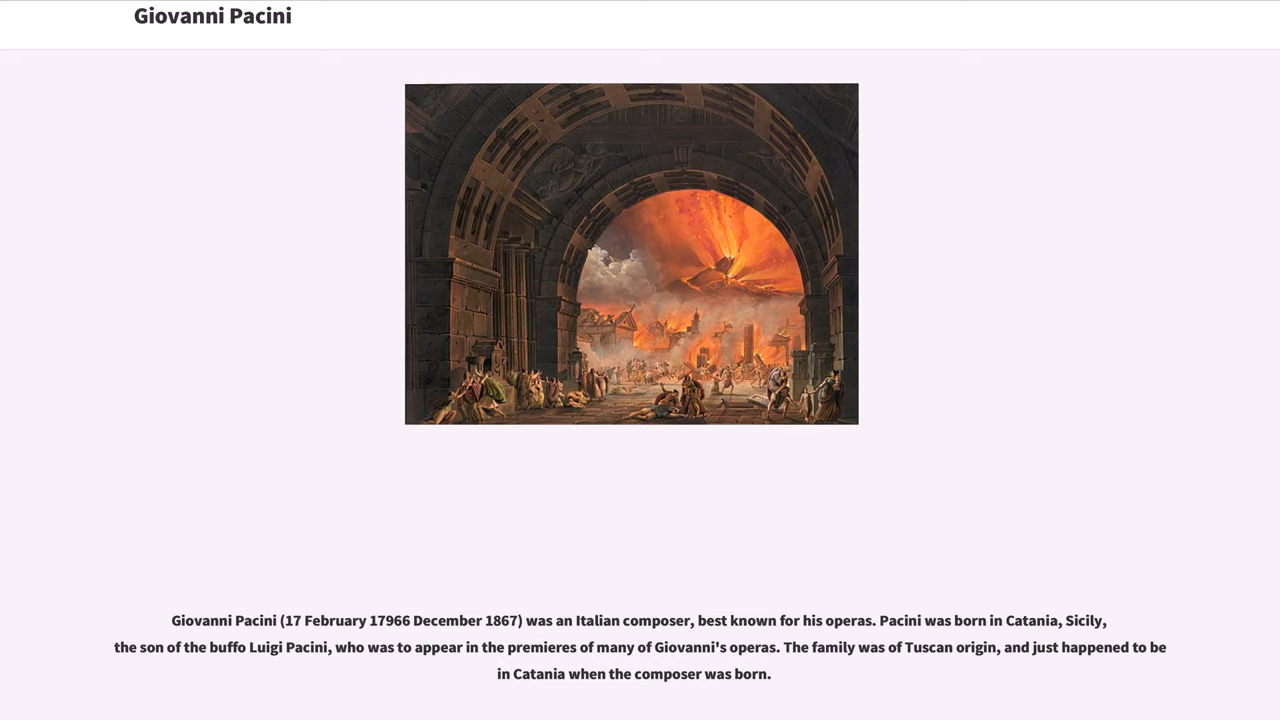 Giovanni Pacini
Giovanni Pacini (17 February 17966 December 1867) was an Italian composer, best known for his operas. Pacini was born in Catania, Sicily,
the son of the buffo Luigi Pacini, who was to appear in the premieres of many of Giovanni's operas. The family was of Tuscan origin, and just happened to be
in Catania when the composer was born.